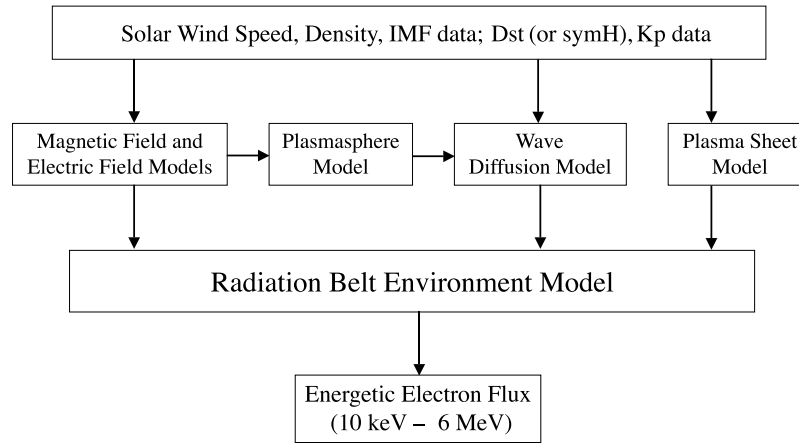 Solar Wind Speed, Density, IMF data; Dst (or symH), Kp data
Magnetic Field and
Electric Field Models
Plasmasphere
Model
Wave
Diffusion Model
Plasma Sheet
Model
Radiation Belt Environment Model
Energetic Electron Flux
(10 keV – 6 MeV)